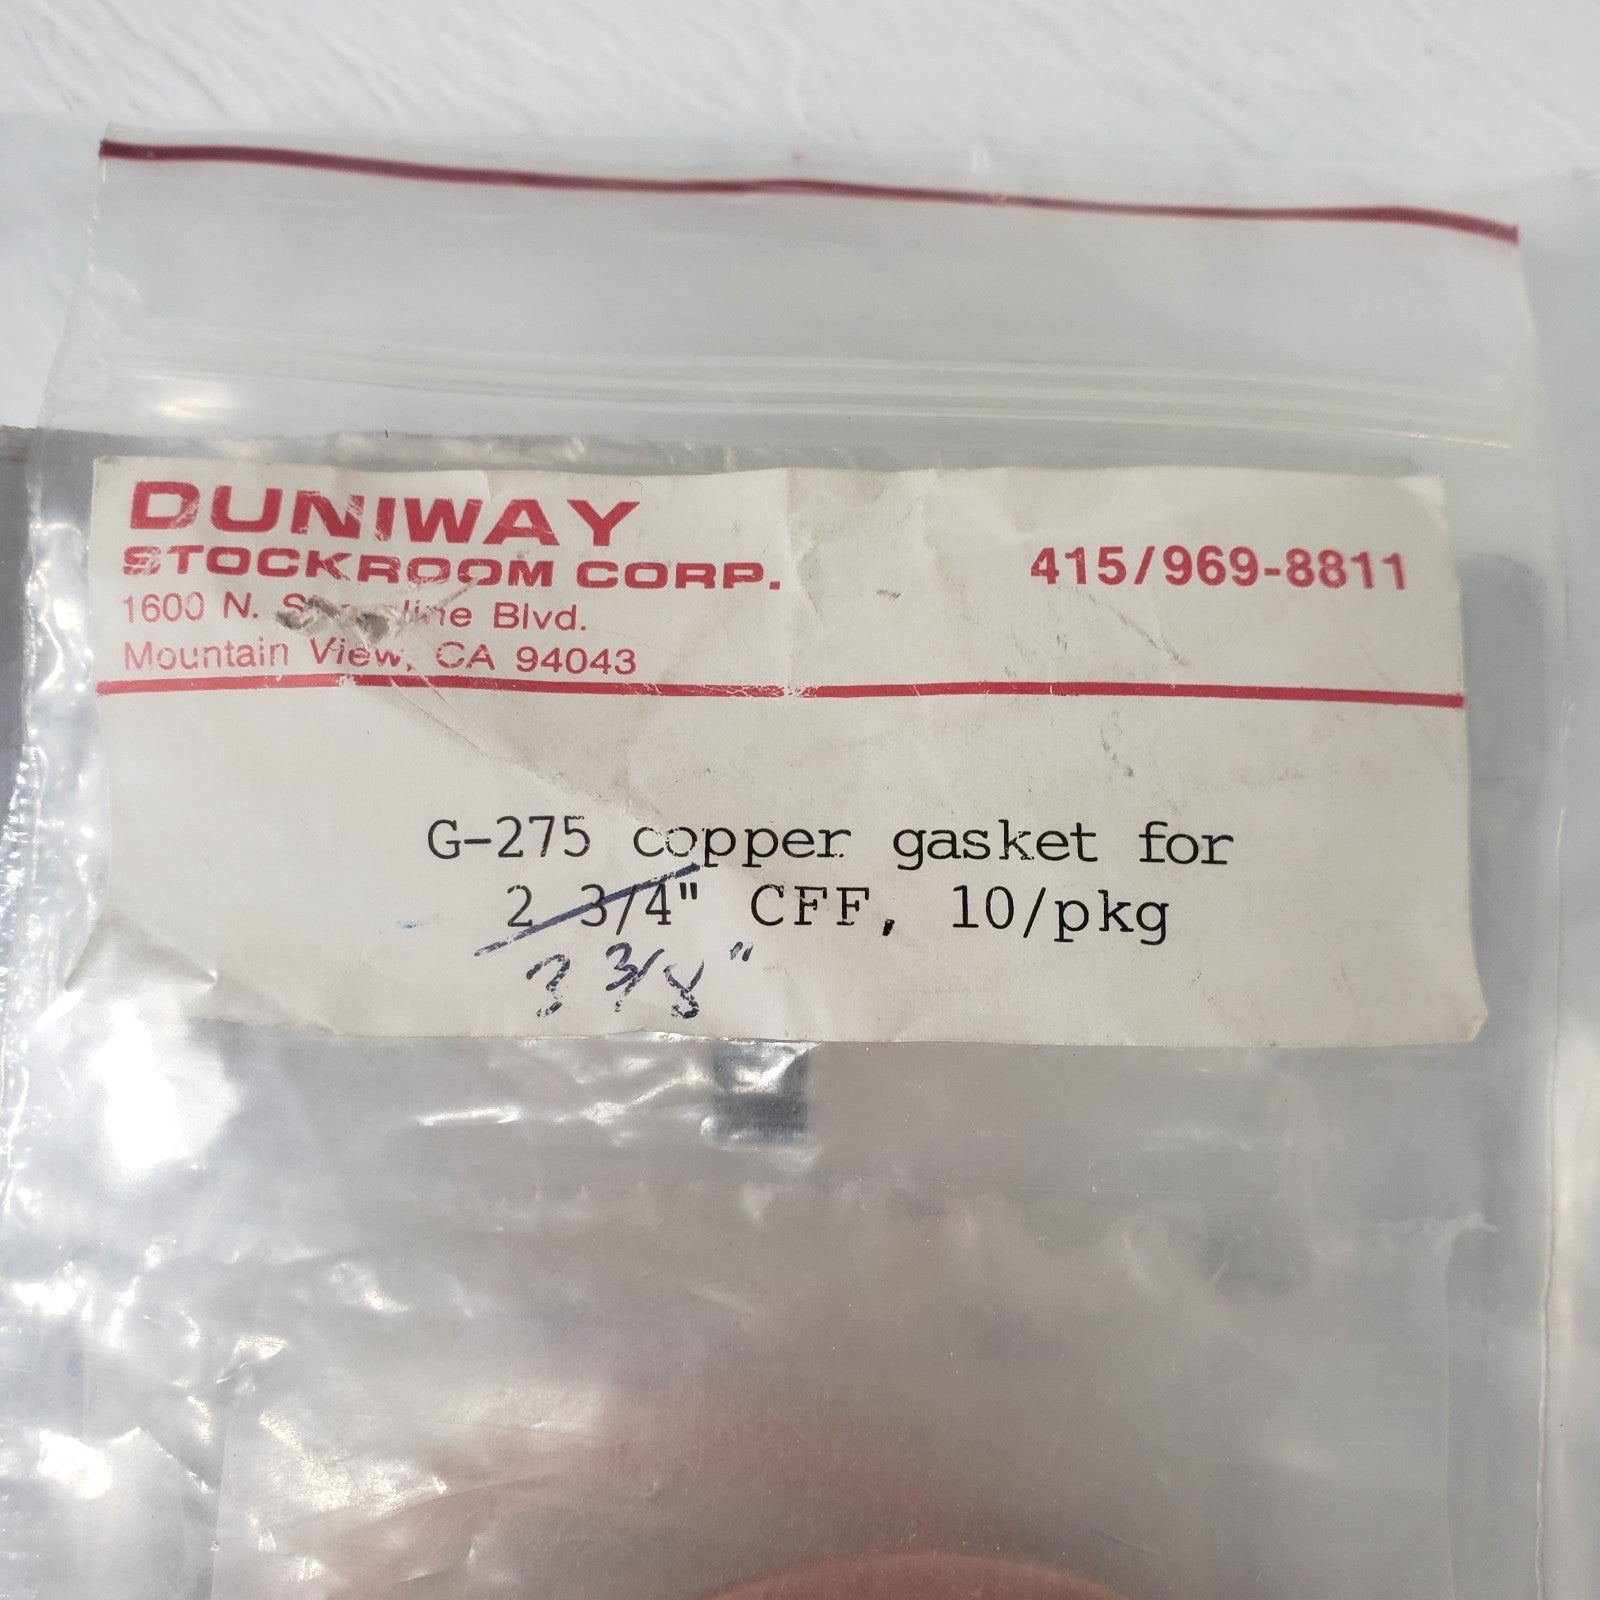 DUNIWAY
STOCKROOM CORP.
415/969-8811
1600 N. Blvd.
Mountain View, CA 94043
G-275 copper gasket for
2 3/4" CFF, 10/pkg
3 3/8"